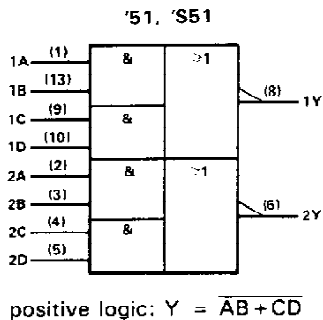 '51, 'S51
1A (1) & ≥1
1B (13) (8) 1Y
1C (9) &
1D (10)
2A (2) & ≥1
2B (3) (6) 2Y
2C (4) &
2D (5)
positive logic: Y = \overline{AB+CD}